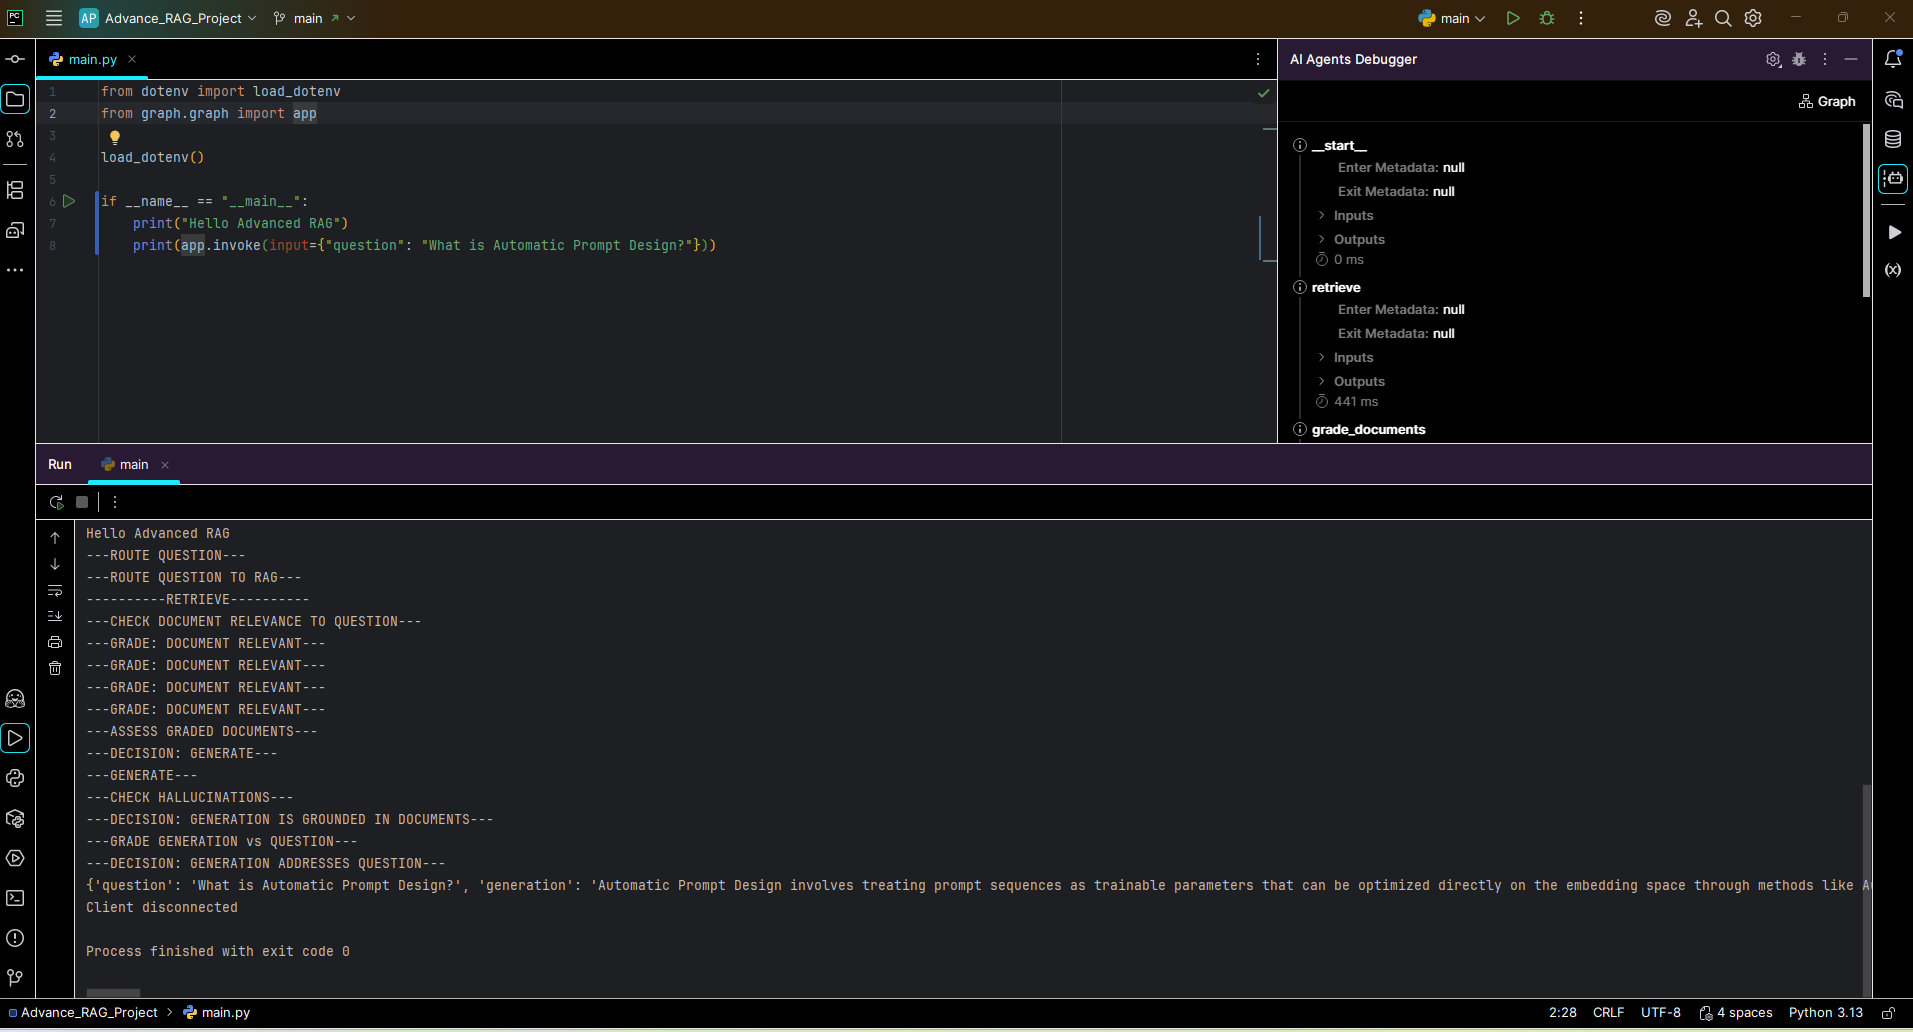 PC
AP Advance_RAG_Project main
main
main.py
AI Agents Debugger
1 from dotenv import load_dotenv
2 from graph.graph import app
3
4 load_dotenv()
5
6 if __name__ == "__main__":
7 print("Hello Advanced RAG")
8 print(app.invoke(input={"question": "What is Automatic Prompt Design?"}))
Graph
__start__
Enter Metadata: null
Exit Metadata: null
Inputs
Outputs
0 ms
retrieve
Enter Metadata: null
Exit Metadata: null
Inputs
Outputs
441 ms
grade_documents
Run main
Hello Advanced RAG
---ROUTE QUESTION---
---ROUTE QUESTION TO RAG---
----------RETRIEVE----------
---CHECK DOCUMENT RELEVANCE TO QUESTION---
---GRADE: DOCUMENT RELEVANT---
---GRADE: DOCUMENT RELEVANT---
---GRADE: DOCUMENT RELEVANT---
---GRADE: DOCUMENT RELEVANT---
---ASSESS GRADED DOCUMENTS---
---DECISION: GENERATE---
---GENERATE---
---CHECK HALLUCINATIONS---
---DECISION: GENERATION IS GROUNDED IN DOCUMENTS---
---GRADE GENERATION vs QUESTION---
---DECISION: GENERATION ADDRESSES QUESTION---
{'question': 'What is Automatic Prompt Design?', 'generation': 'Automatic Prompt Design involves treating prompt sequences as trainable parameters that can be optimized directly on the embedding space through methods like
Client disconnected
Process finished with exit code 0
Advance_RAG_Project > main.py
2:28 CRLF UTF-8 4 spaces Python 3.13